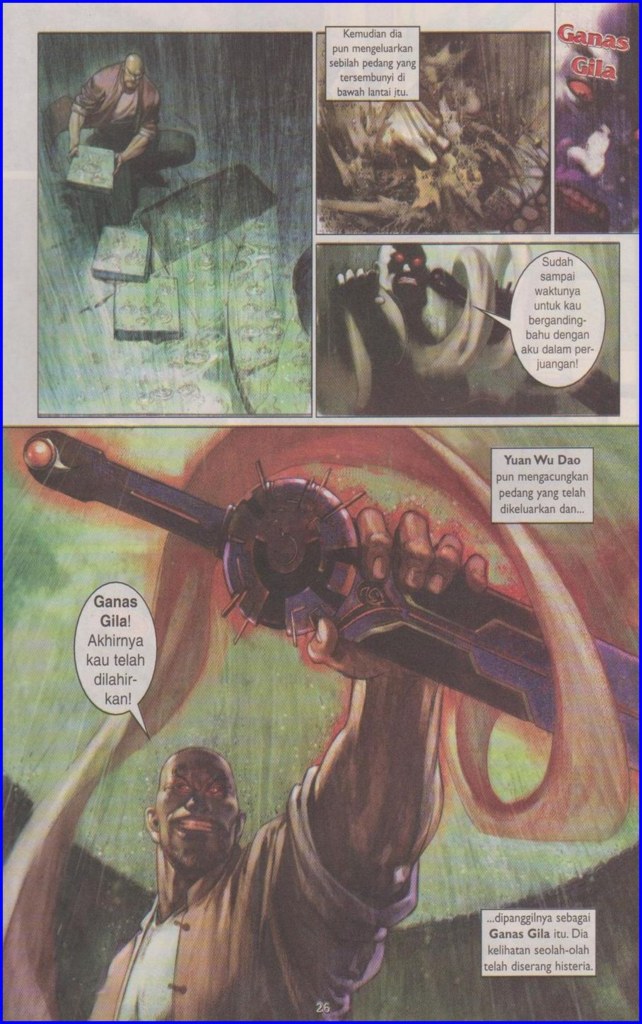 Kemudian dia
pun mengeluarkan
sebilah pedang yang
tersembunyi di
bawah lantai itu.
Ganas
Gila
Sudah
sampai
waktunya
untuk kau
berganding-
bahu dengan
aku dalam per-
juangan!
Yuan Wu Dao
pun mengacungkan
pedang yang telah
dikeluarkan dan...
Ganas
Gila!
Akhirnya
kau telah
dilahir-
kan!
...dipanggilnya sebagai
Ganas Gila itu. Dia
kelihatan seolah-olah
telah diserang histeria.
26